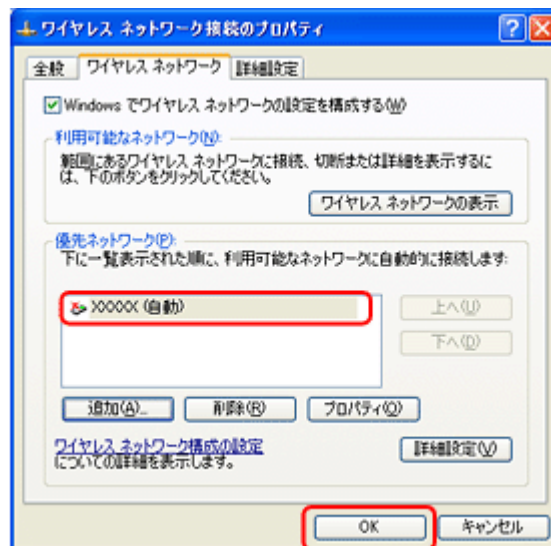 ワイヤレス ネットワーク接続のプロパティ
全般 ワイヤレス ネットワーク 詳細設定
Windows でワイヤレス ネットワークの設定を構成する(W)
利用可能なネットワーク(N):
範囲にあるワイヤレス ネットワークに接続、切断または詳細を表示するに
は、下のボタンをクリックしてください。
ワイヤレス ネットワークの表示
優先ネットワーク(P):
下に一覧表示された順に、利用可能なネットワークに自動的に接続します:
XXXXX (自動)
上へ(U)
下へ(D)
追加(A)... 削除(R) プロパティ(O)
ワイヤレス ネットワーク構成の設定
についての詳細を表示します。
詳細設定(V)
OK キャンセル